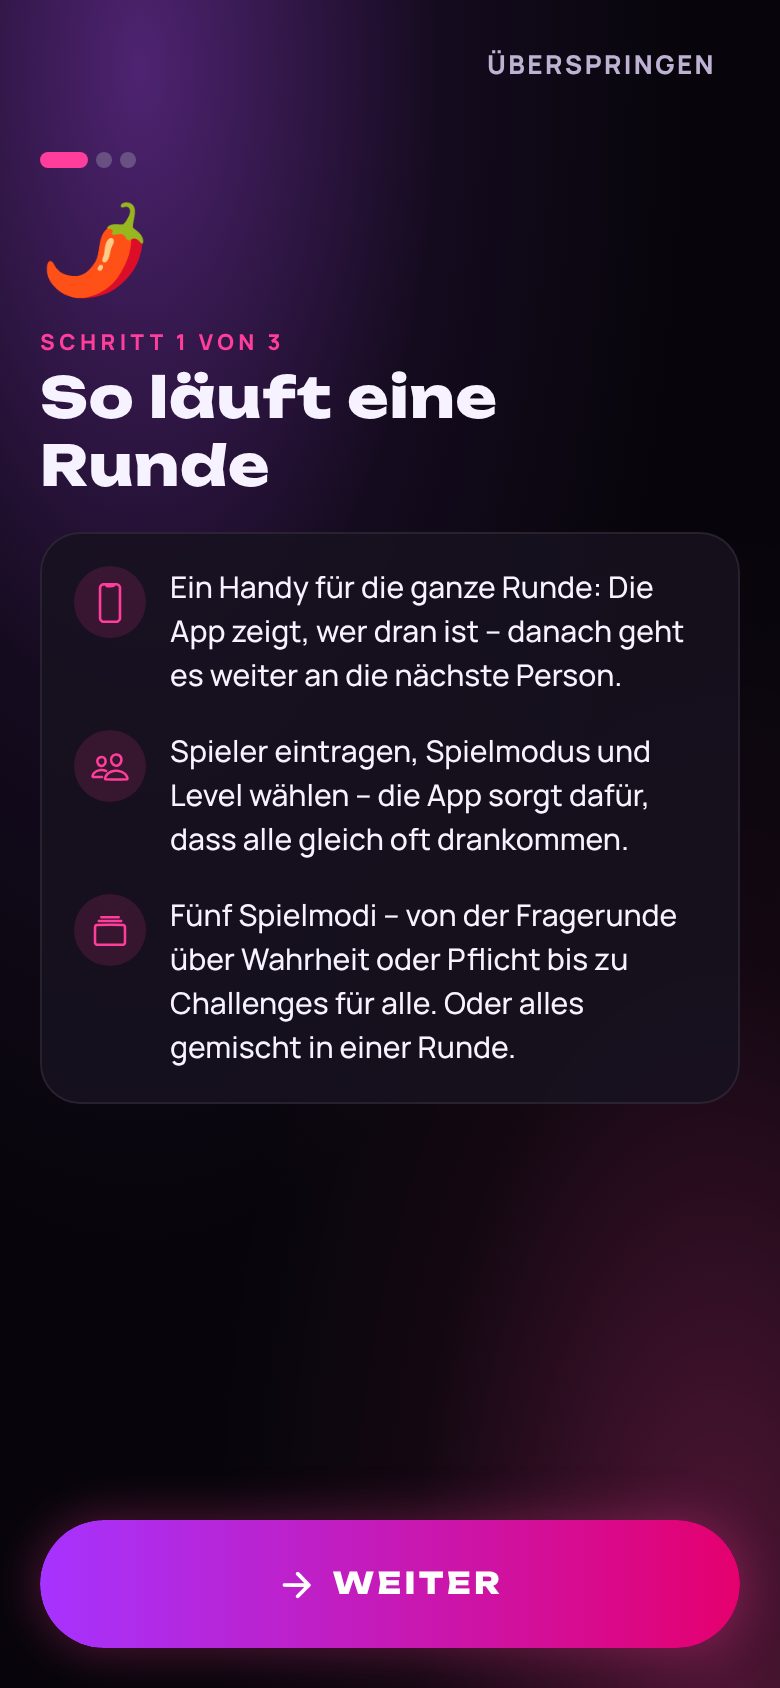 ÜBERSPRINGEN
SCHRITT 1 VON 3
So läuft eine
Runde
Ein Handy für die ganze Runde: Die
App zeigt, wer dran ist – danach geht
es weiter an die nächste Person.
Spieler eintragen, Spielmodus und
Level wählen – die App sorgt dafür,
dass alle gleich oft drankommen.
Fünf Spielmodi – von der Fragerunde
über Wahrheit oder Pflicht bis zu
Challenges für alle. Oder alles
gemischt in einer Runde.
→ WEITER